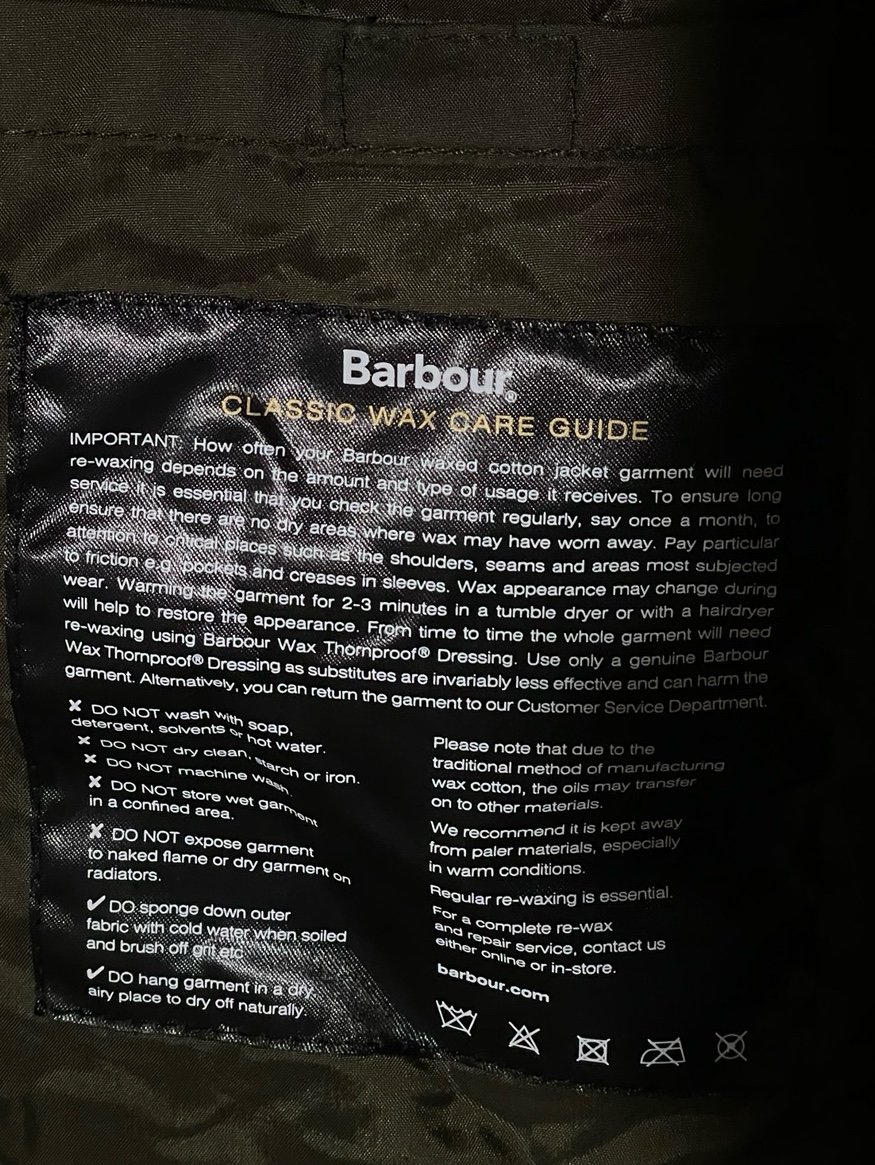 Barbour®
CLASSIC WAX CARE GUIDE
IMPORTANT: How often your Barbour waxed cotton jacket garment will need
re-waxing depends on the amount and type of usage it receives. To ensure long
service it is essential that you check the garment regularly, say once a month, to
ensure that there are no dry areas where wax may have worn away. Pay particular
attention to critical places such as the shoulders, seams and areas most subjected
to friction e.g. pockets and creases in sleeves. Wax appearance may change during
wear. Warming the garment for 2-3 minutes in a tumble dryer or with a hairdryer
will help to restore the appearance. From time to time the whole garment will need
re-waxing using Barbour Wax Thornproof® Dressing. Use only a genuine Barbour
Wax Thornproof® Dressing as substitutes are invariably less effective and can harm the
garment. Alternatively, you can return the garment to our Customer Service Department.
✗ DO NOT wash with soap,
detergent, solvents or hot water.
✗ DO NOT dry clean, starch or iron.
✗ DO NOT machine wash.
✗ DO NOT store wet garment
in a confined area.
✗ DO NOT expose garment
to naked flame or dry garment on
radiators.
✔ DO sponge down outer
fabric with cold water when soiled
and brush off grit etc
✔ DO hang garment in a dry,
airy place to dry off naturally.
Please note that due to the
traditional method of manufacturing
wax cotton, the oils may transfer
on to other materials.
We recommend it is kept away
from paler materials, especially
in warm conditions.
Regular re-waxing is essential.
For a complete re-wax
and repair service, contact us
either online or in-store.
barbour.com